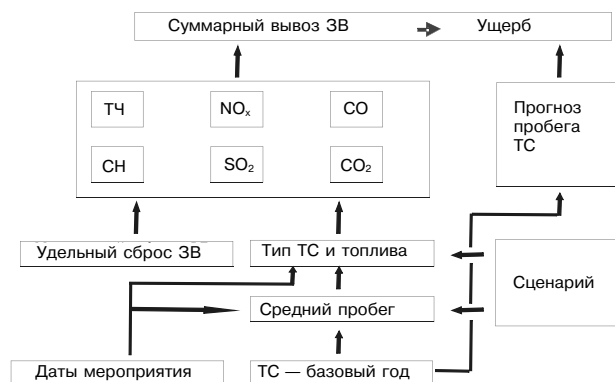 Суммарный вывоз ЗВ Ущерб
ТЧ NOx CO
CH SO2 CO2
Прогноз
пробега
ТС
Удельный сброс ЗВ Тип ТС и топлива
Сценарий
Средний пробег
Даты мероприятия ТС — базовый год